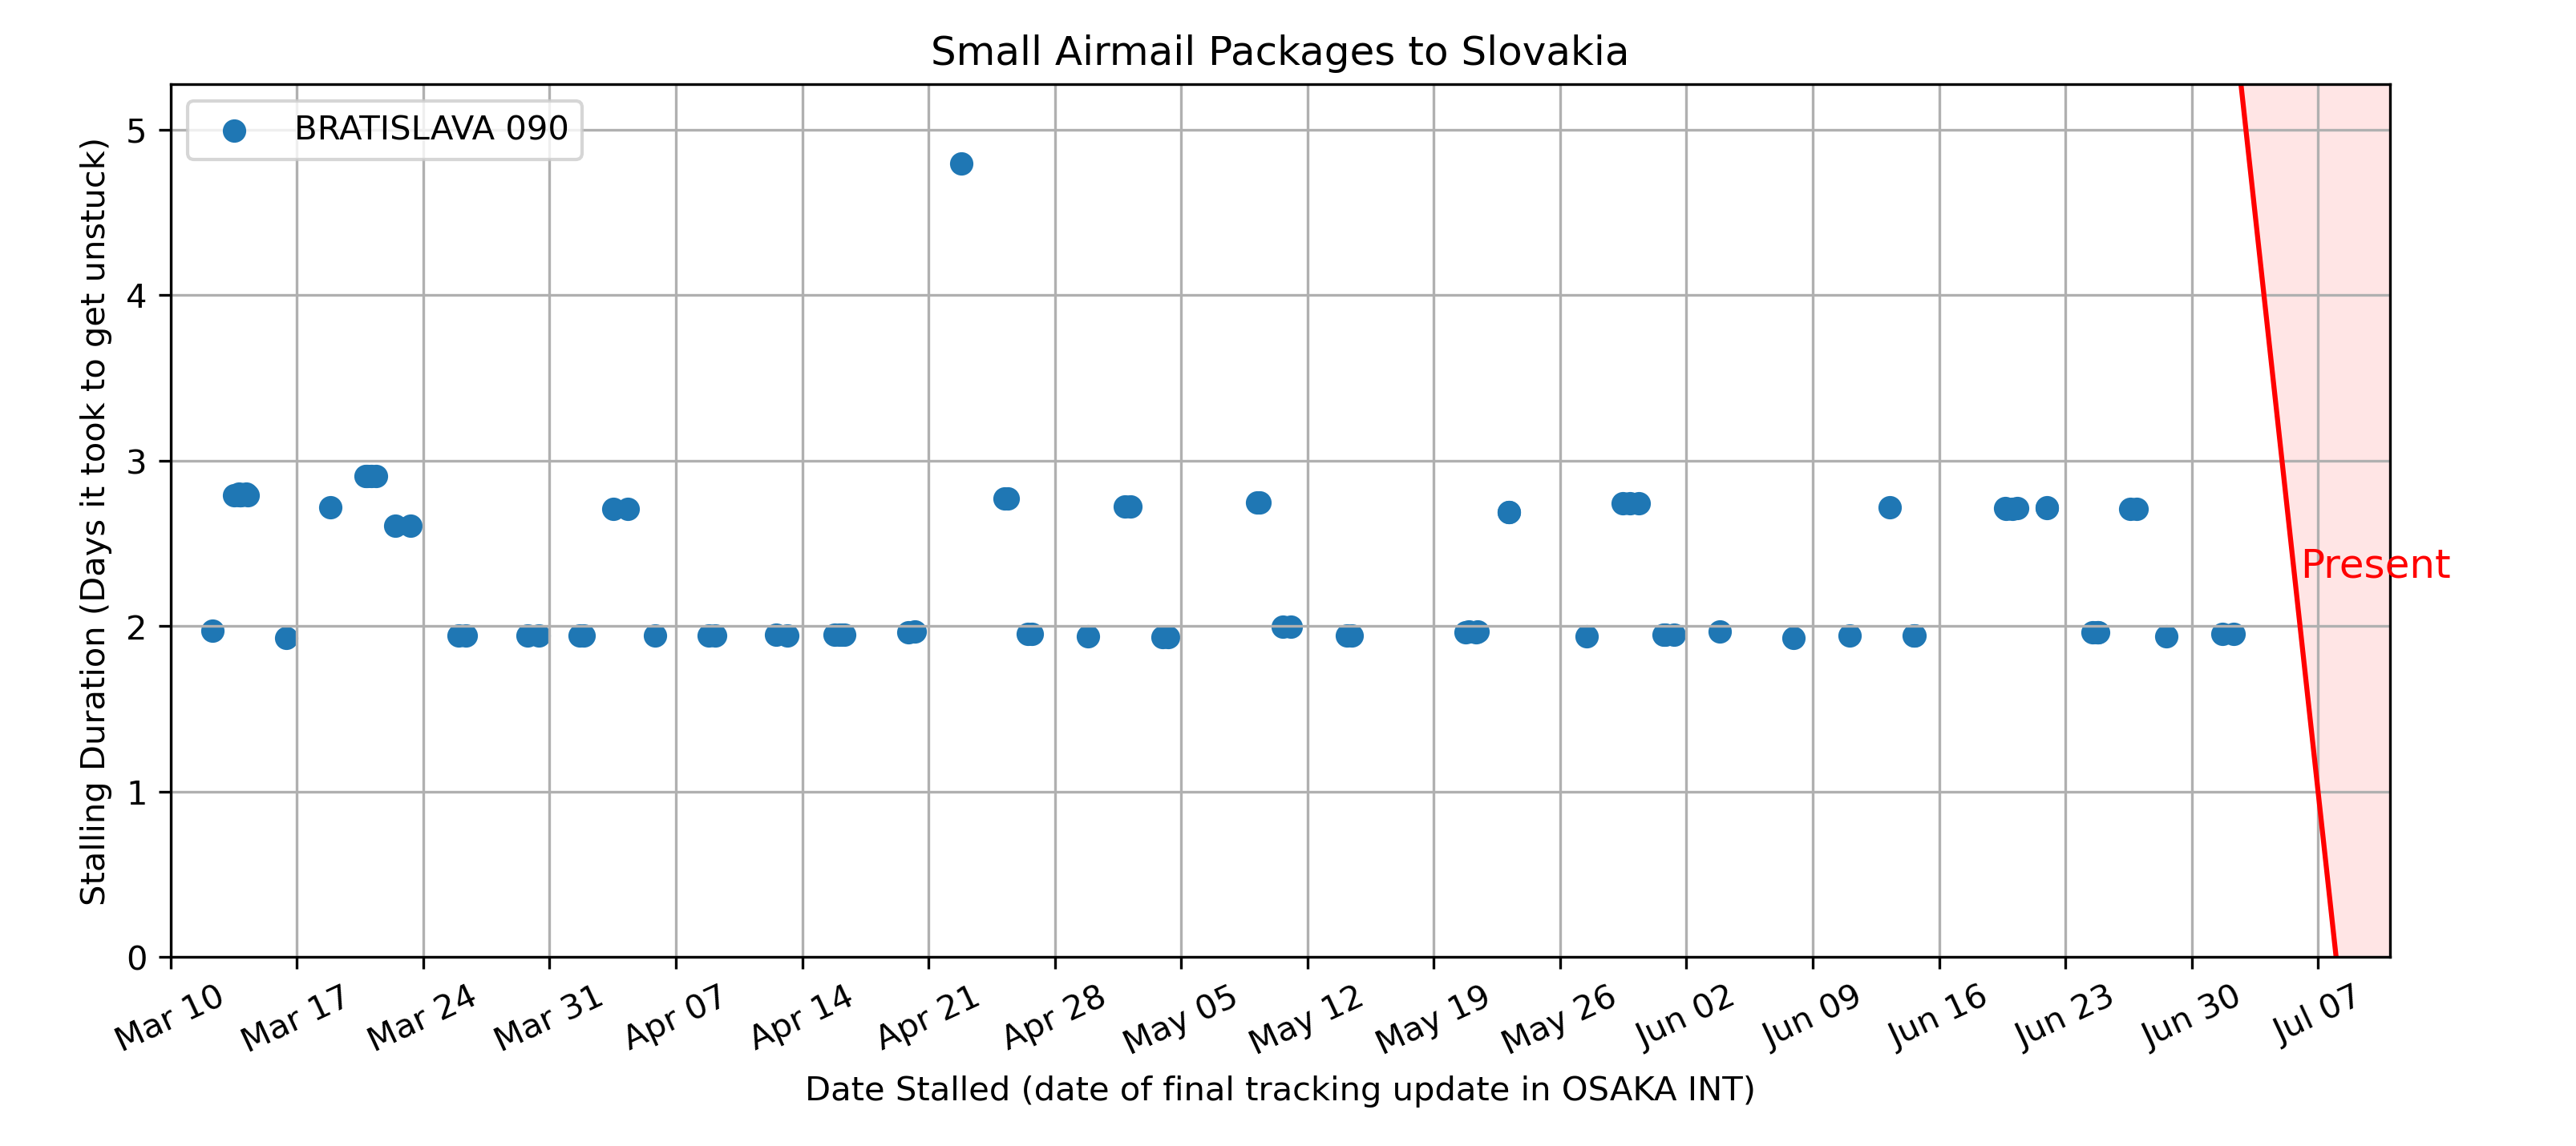 Small Airmail Packages to Slovakia
BRATISLAVA 090
Stalling Duration (Days it took to get unstuck)
5
4
3
2
1
0
Present
Mar 10
Mar 17
Mar 24
Mar 31
Apr 07
Apr 14
Apr 21
Apr 28
May 05
May 12
May 19
May 26
Jun 02
Jun 09
Jun 16
Jun 23
Jun 30
Jul 07
Date Stalled (date of final tracking update in OSAKA INT)